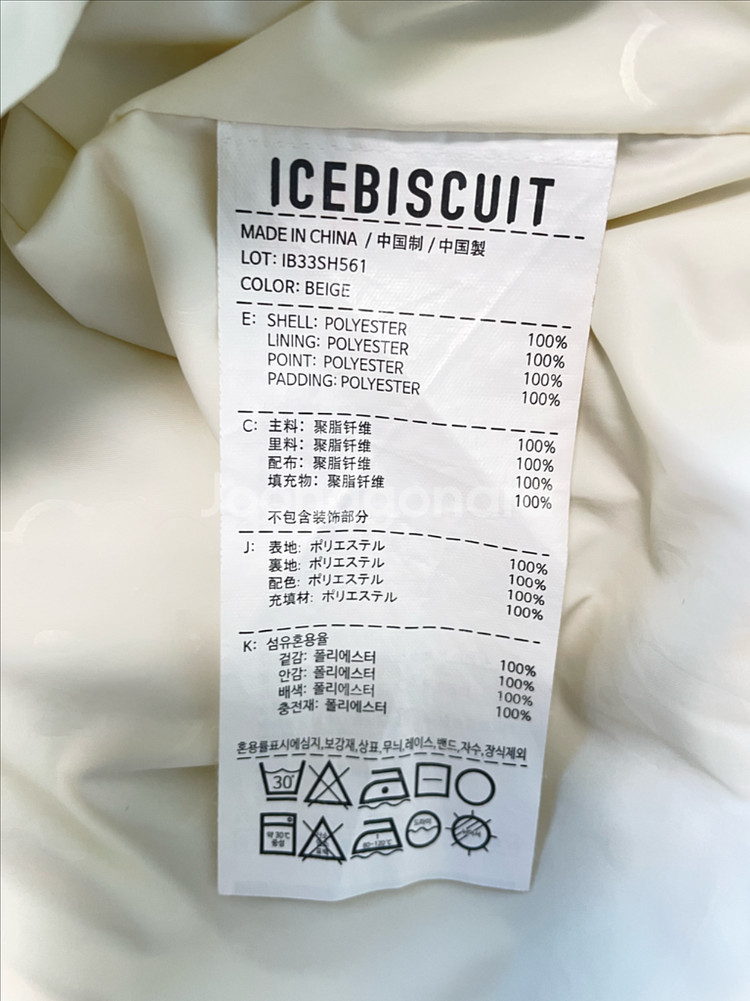 ICEBISCUIT
MADE IN CHINA / 中国制 / 中国製
LOT: IB33SH561
COLOR: BEIGE
E: SHELL: POLYESTER 100%
LINING: POLYESTER 100%
POINT: POLYESTER 100%
PADDING: POLYESTER 100%
C: 主料: 聚脂钎维 100%
里料: 聚脂钎维 100%
配布: 聚脂钎维 100%
填充物: 聚脂钎维 100%
不包含装饰部分
J: 表地: ポリエステル 100%
裏地: ポリエステル 100%
配色: ポリエステル 100%
充填材: ポリエステル 100%
K: 섬유혼용율
겉감: 폴리에스터 100%
안감: 폴리에스터 100%
배색: 폴리에스터 100%
충전재: 폴리에스터 100%
혼용률표시에심지,보강재,상표,무늬,레이스,밴드,자수,장식제외
30°
약 30℃
중성
드라이